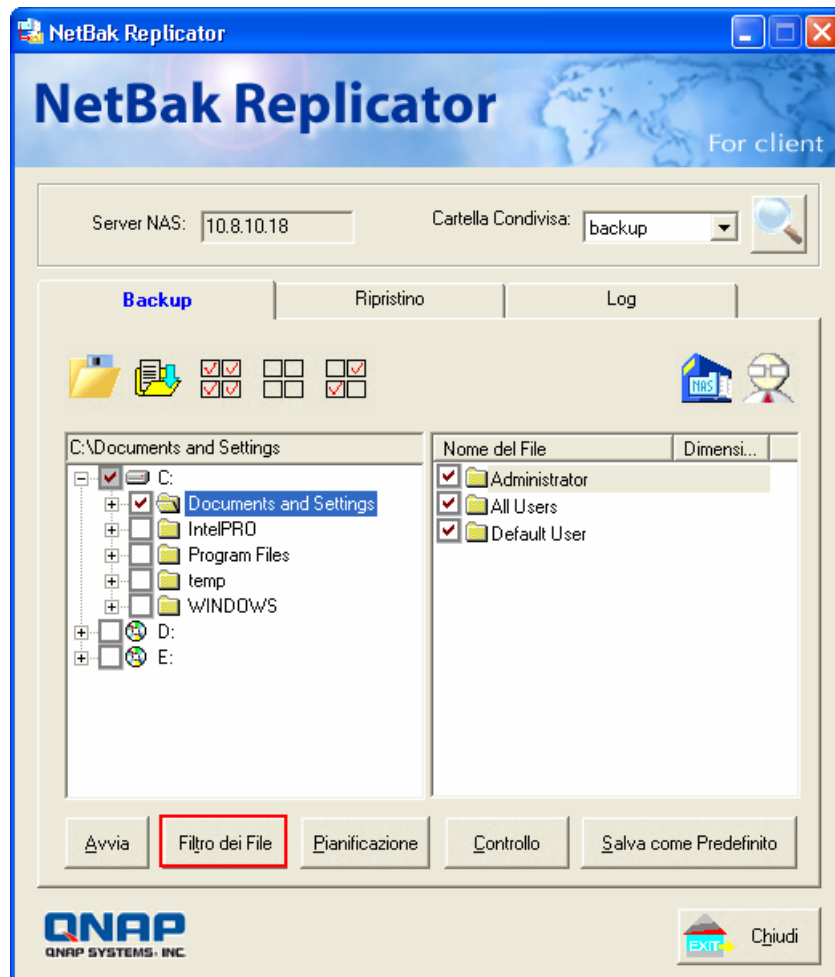 NetBak Replicator
NetBak Replicator
For client
Server NAS: 10.8.10.18 Cartella Condivisa: backup
Backup Ripristino Log
NAS
C:\Documents and Settings
C:
Documents and Settings
IntelPRO
Program Files
temp
WINDOWS
D:
E:
Nome del File Dimensi...
Administrator
All Users
Default User
Avvia Filtro dei File Pianificazione Controllo Salva come Predefinito
QNAP
QNAP SYSTEMS, INC
EXIT Chiudi